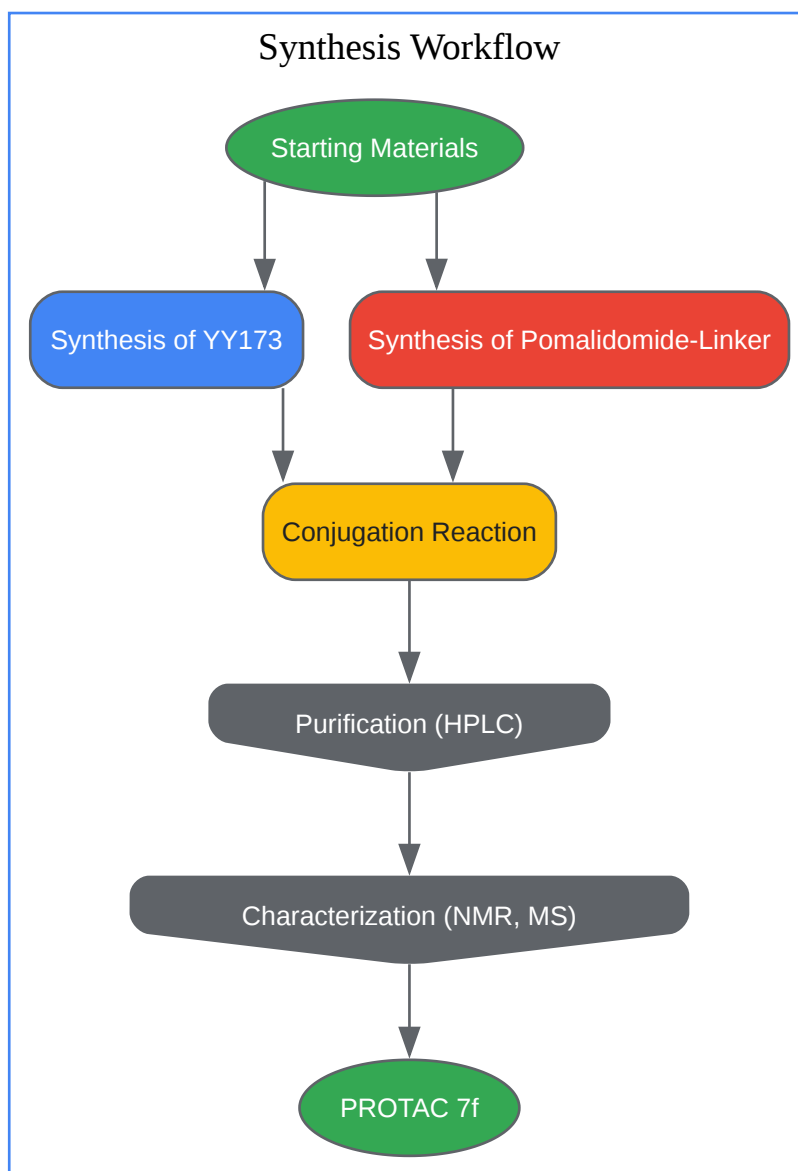 Synthesis Workflow
Starting Materials
Synthesis of YY173
Synthesis of Pomalidomide-Linker
Conjugation Reaction
Purification (HPLC)
Characterization (NMR, MS)
PROTAC 7f